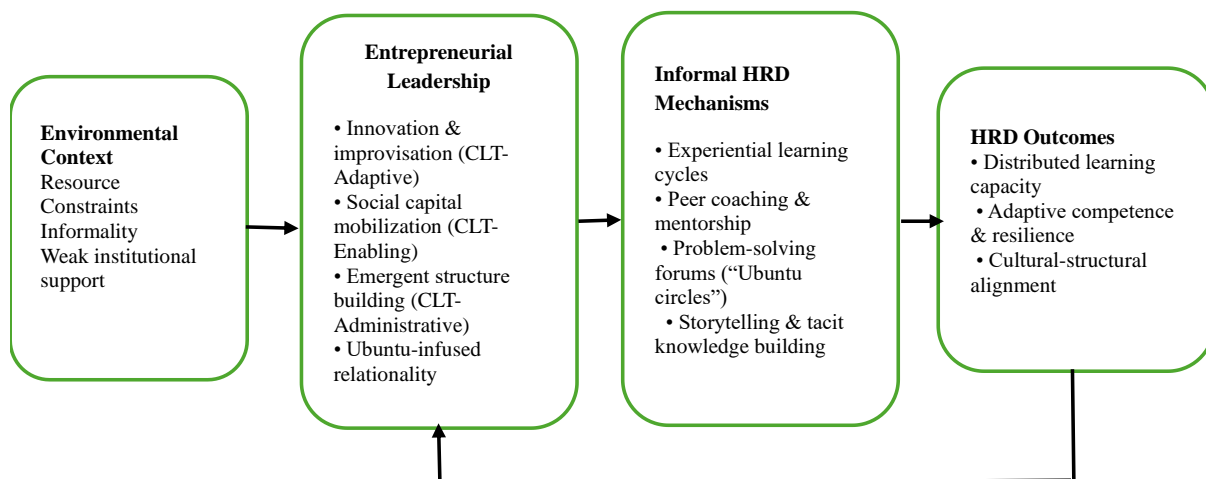 Environmental
Context
Resource
Constraints
Informality
Weak institutional
support
Entrepreneurial
Leadership
• Innovation &
improvisation (CLT-
Adaptive)
• Social capital
mobilization (CLT-
Enabling)
• Emergent structure
building (CLT-
Administrative)
• Ubuntu-infused
relationality
Informal HRD
Mechanisms
• Experiential learning
cycles
• Peer coaching &
mentorship
• Problem-solving
forums (“Ubuntu
circles”)
• Storytelling & tacit
knowledge building
HRD Outcomes
• Distributed learning
capacity
• Adaptive competence
& resilience
• Cultural-structural
alignment